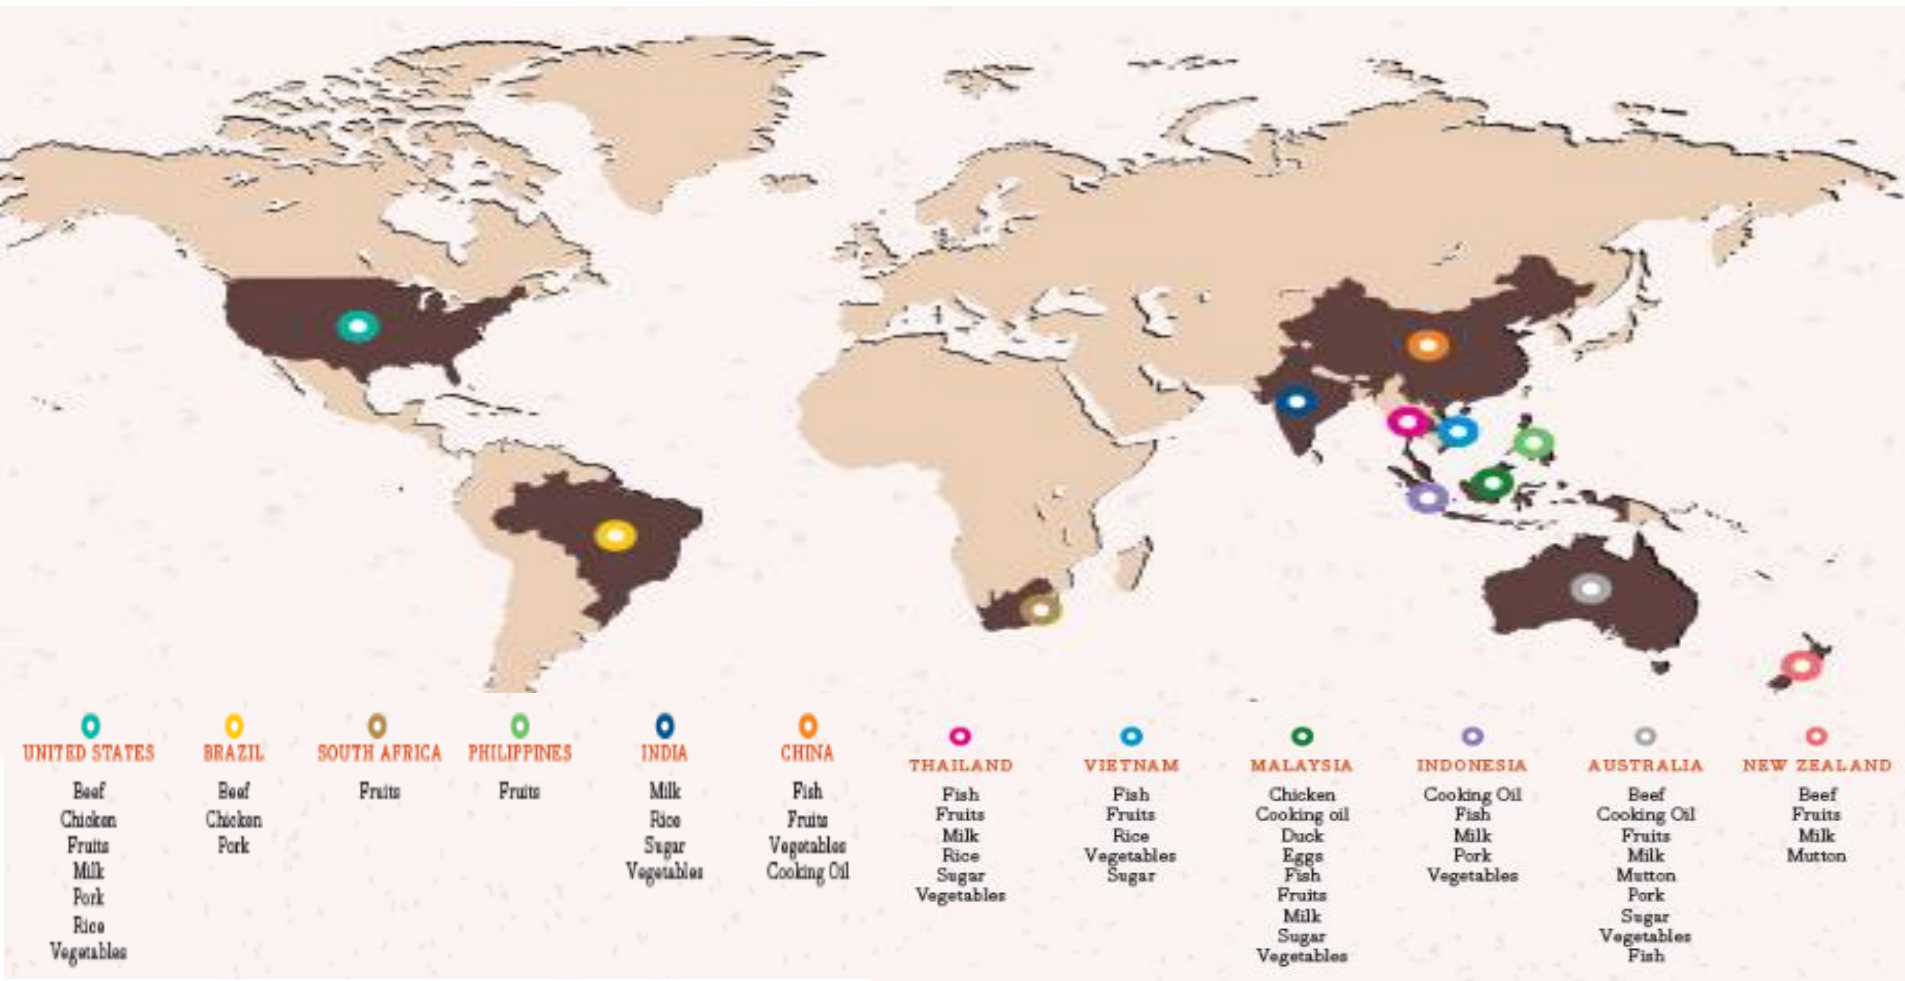 UNITED STATES
Beef
Chicken
Fruits
Milk
Pork
Rice
Vegetables
BRAZIL
Beef
Chicken
Pork
SOUTH AFRICA
Fruits
PHILIPPINES
Fruits
INDIA
Milk
Rice
Sugar
Vegetables
CHINA
Fish
Fruits
Vegetables
Cooking Oil
THAILAND
Fish
Fruits
Milk
Rice
Sugar
Vegetables
VIETNAM
Fish
Fruits
Rice
Vegetables
Sugar
MALAYSIA
Chicken
Cooking oil
Duck
Eggs
Fish
Fruits
Milk
Sugar
Vegetables
INDONESIA
Cooking Oil
Fish
Milk
Pork
Vegetables
AUSTRALIA
Beef
Cooking Oil
Fruits
Milk
Mutton
Pork
Sugar
Vegetables
Fish
NEW ZEALAND
Beef
Fruits
Milk
Mutton